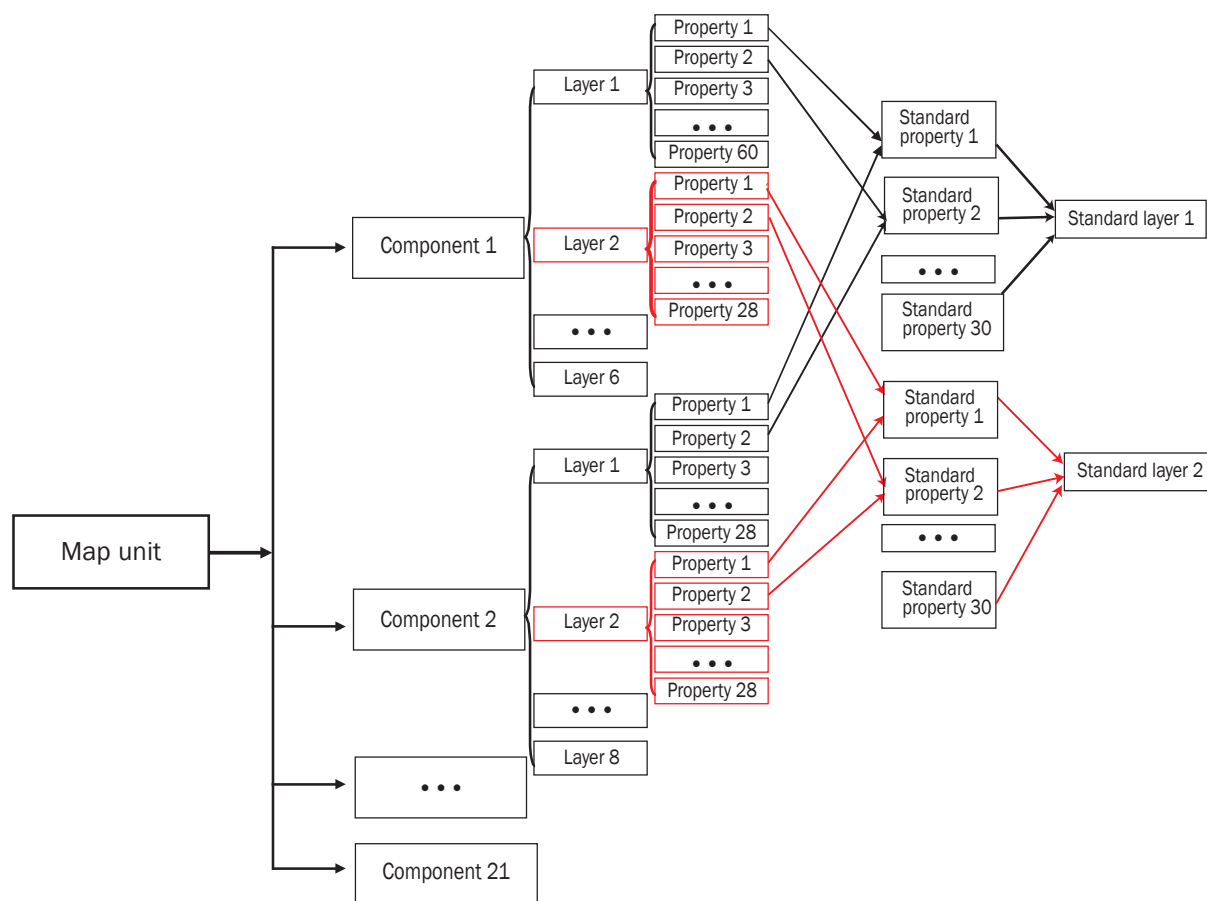 Map unit
Component 1
Layer 1
Property 1
Property 2
Property 3
• • •
Property 60
Layer 2
Property 1
Property 2
Property 3
• • •
Property 28
• • •
Layer 6
Component 2
Layer 1
Property 1
Property 2
Property 3
• • •
Property 28
Layer 2
Property 1
Property 2
Property 3
• • •
Property 28
• • •
Layer 8
• • •
Component 21
Standard
property 1
Standard
property 2
• • •
Standard
property 30
Standard layer 1
Standard
property 1
Standard
property 2
• • •
Standard
property 30
Standard layer 2